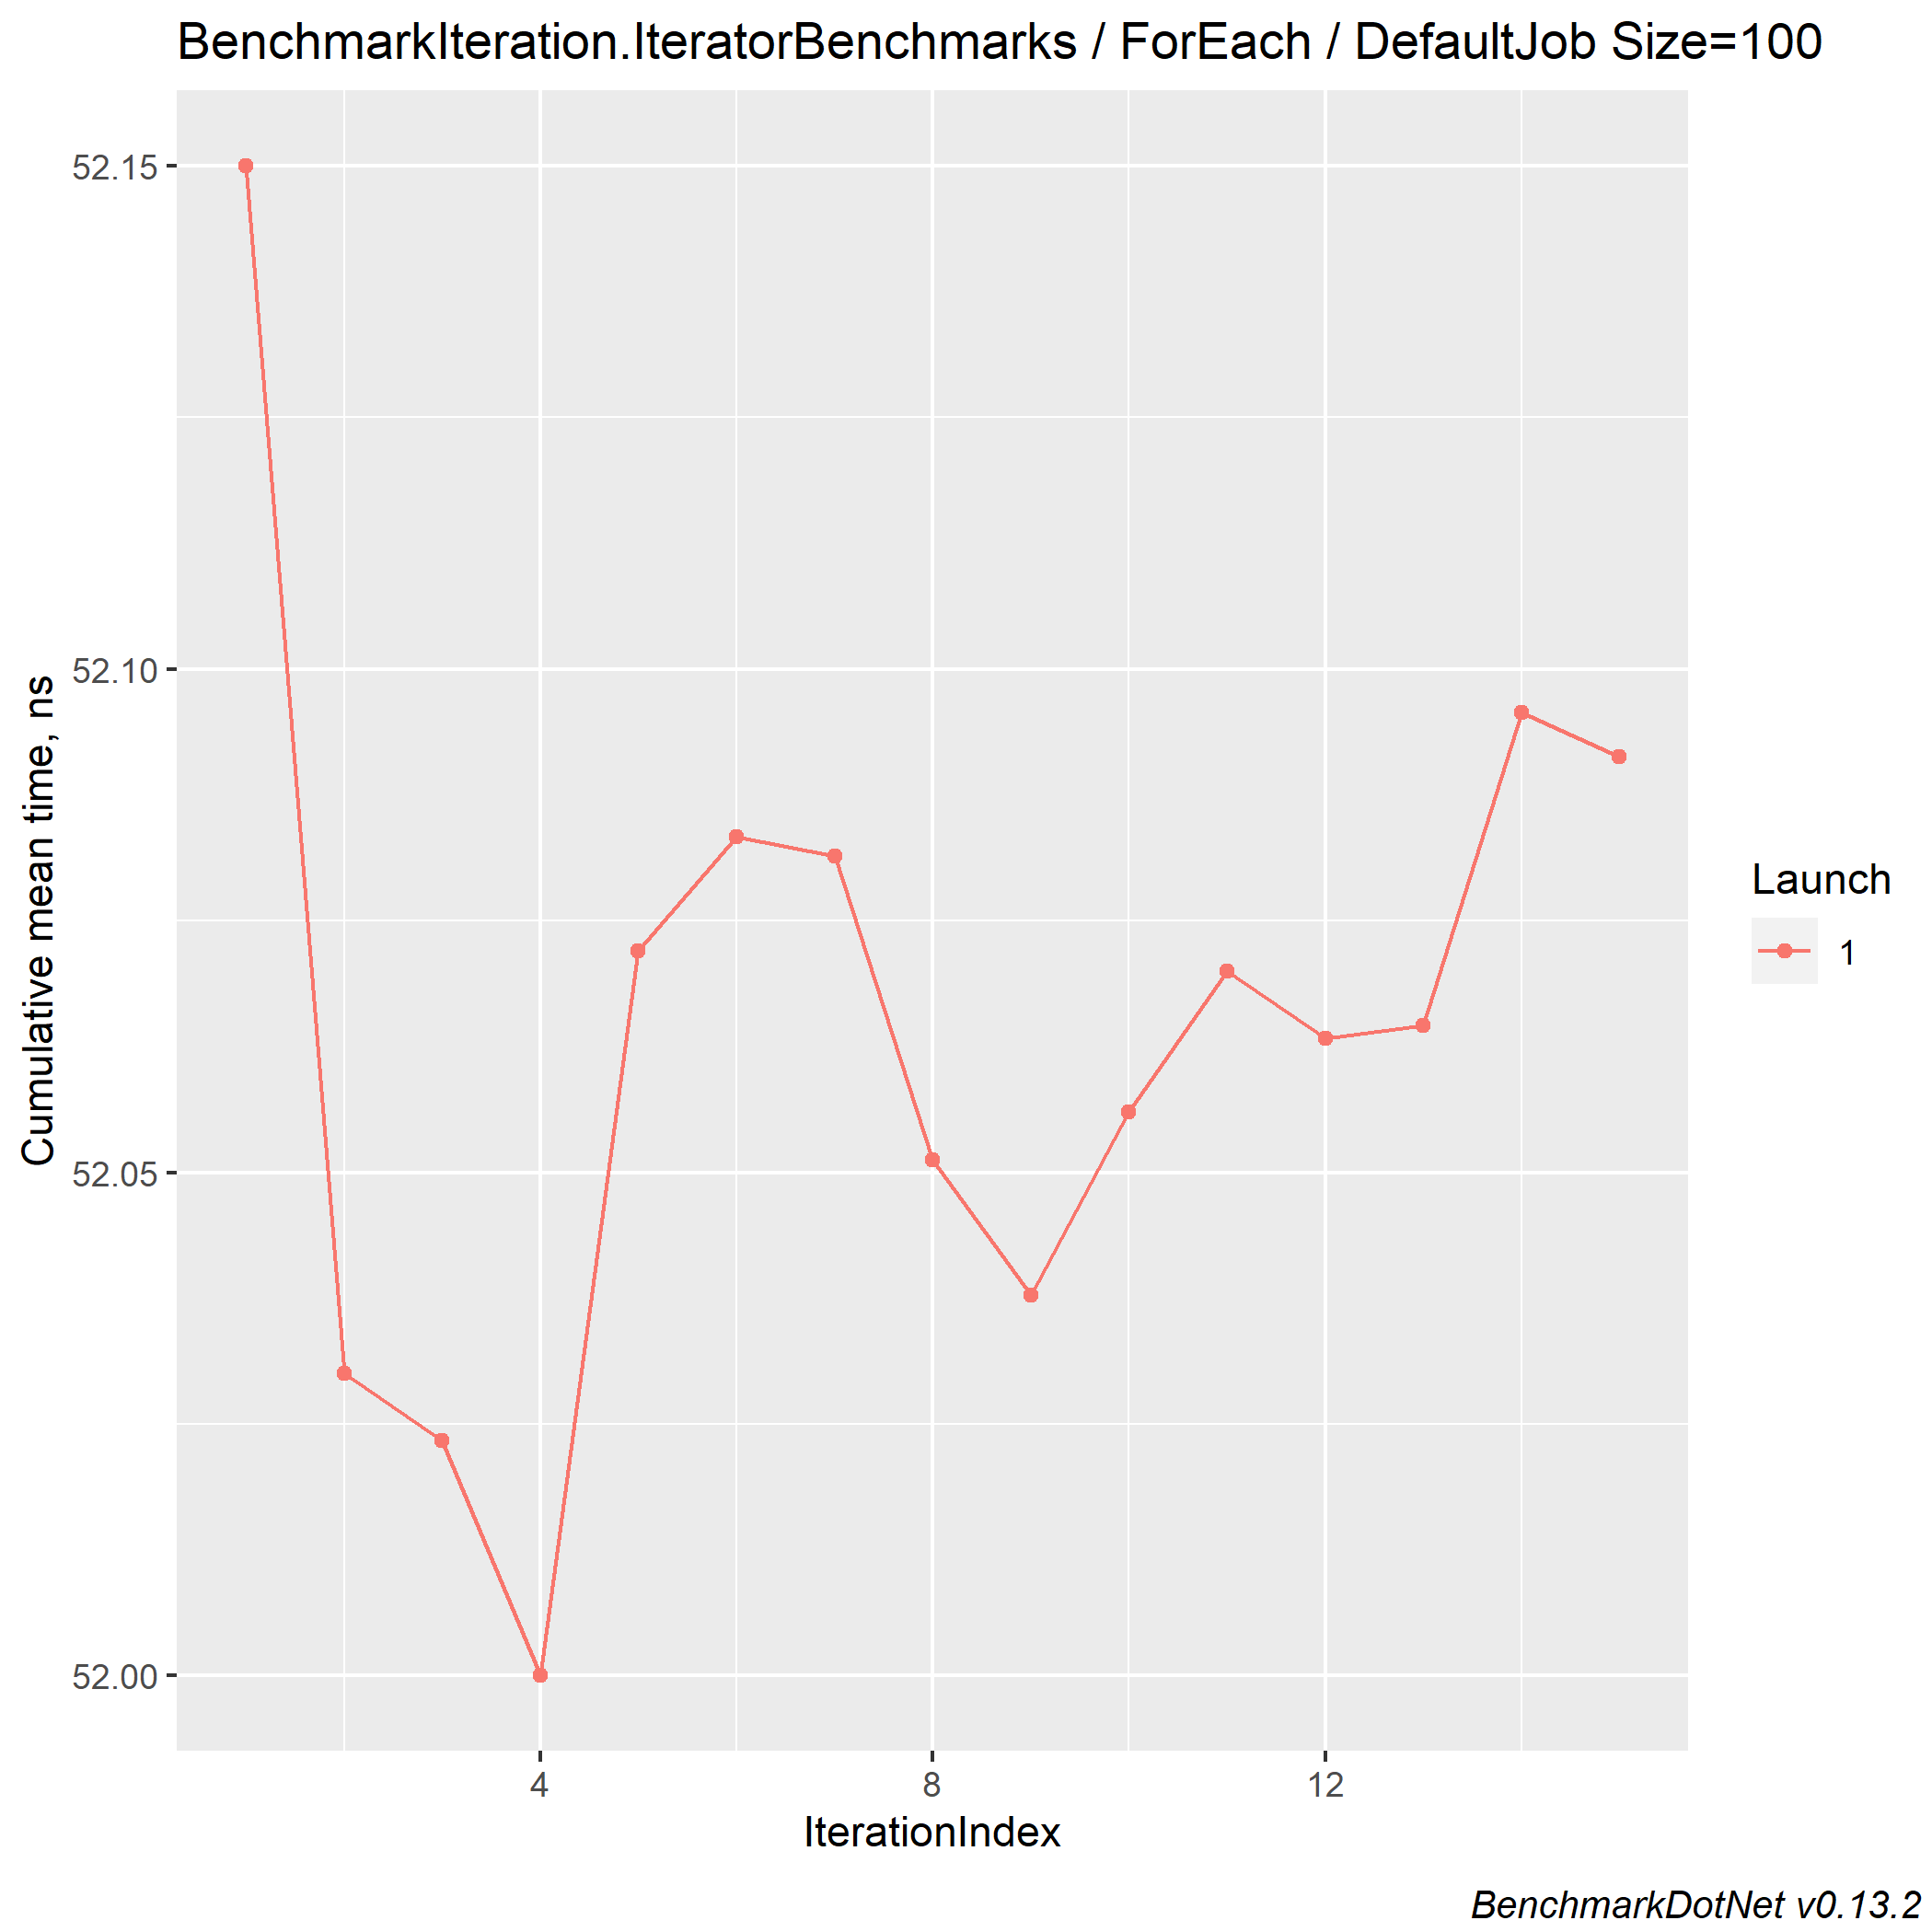 BenchmarkIteration.IteratorBenchmarks / ForEach / DefaultJob Size=100
Cumulative mean time, ns
52.15
52.10
52.05
52.00
4
8
12
IterationIndex
Launch
1
BenchmarkDotNet v0.13.2